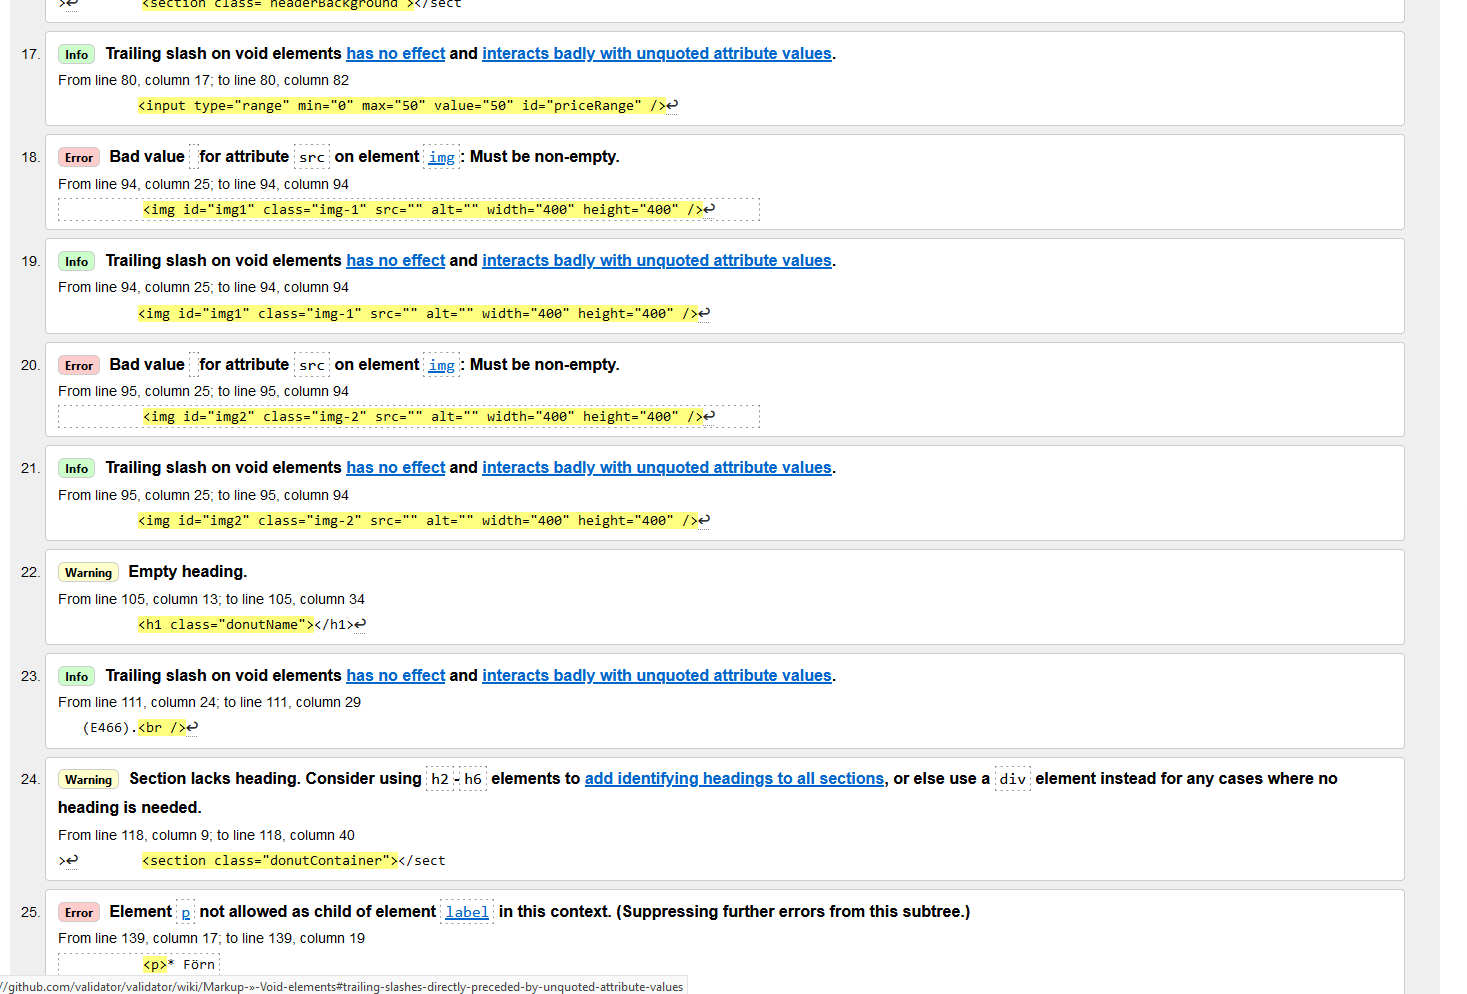 >↩ <section class="headerBackground"></sect
17. Info Trailing slash on void elements has no effect and interacts badly with unquoted attribute values.
From line 80, column 17; to line 80, column 82
<input type="range" min="0" max="50" value="50" id="priceRange" />↩
18. Error Bad value for attribute src on element img: Must be non-empty.
From line 94, column 25; to line 94, column 94
<img id="img1" class="img-1" src="" alt="" width="400" height="400" />↩
19. Info Trailing slash on void elements has no effect and interacts badly with unquoted attribute values.
From line 94, column 25; to line 94, column 94
<img id="img1" class="img-1" src="" alt="" width="400" height="400" />↩
20. Error Bad value for attribute src on element img: Must be non-empty.
From line 95, column 25; to line 95, column 94
<img id="img2" class="img-2" src="" alt="" width="400" height="400" />↩
21. Info Trailing slash on void elements has no effect and interacts badly with unquoted attribute values.
From line 95, column 25; to line 95, column 94
<img id="img2" class="img-2" src="" alt="" width="400" height="400" />↩
22. Warning Empty heading.
From line 105, column 13; to line 105, column 34
<h1 class="donutName"></h1>↩
23. Info Trailing slash on void elements has no effect and interacts badly with unquoted attribute values.
From line 111, column 24; to line 111, column 29
(E466).<br />↩
24. Warning Section lacks heading. Consider using h2-h6 elements to add identifying headings to all sections, or else use a div element instead for any cases where no
heading is needed.
From line 118, column 9; to line 118, column 40
>↩ <section class="donutContainer"></sect
25. Error Element p not allowed as child of element label in this context. (Suppressing further errors from this subtree.)
From line 139, column 17; to line 139, column 19
<p>* Förn
//github.com/validator/validator/wiki/Markup-»-Void-elements#trailing-slashes-directly-preceded-by-unquoted-attribute-values